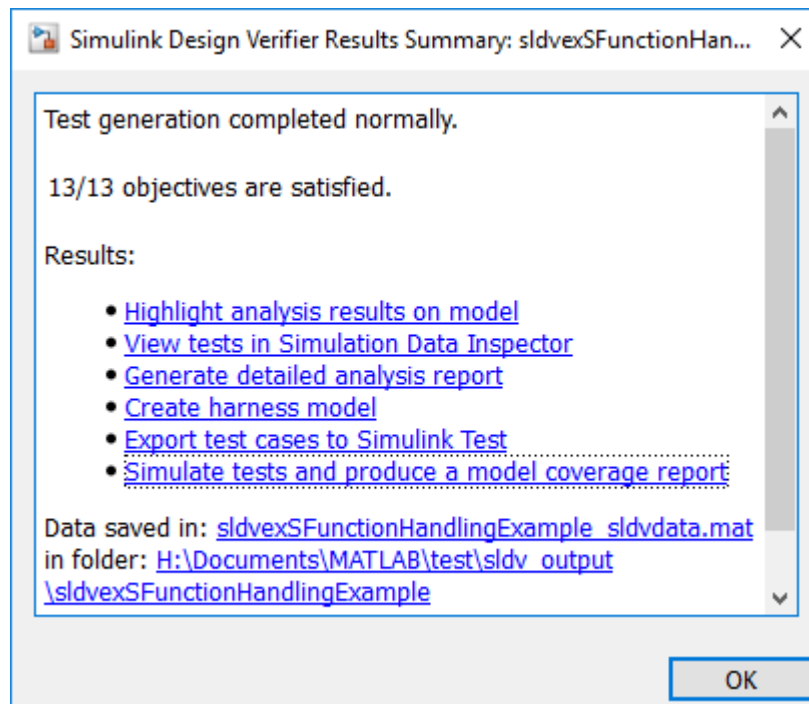 Simulink Design Verifier Results Summary: sldvexSFunctionHan...
Test generation completed normally.
13/13 objectives are satisfied.
Results:
• Highlight analysis results on model
• View tests in Simulation Data Inspector
• Generate detailed analysis report
• Create harness model
• Export test cases to Simulink Test
• Simulate tests and produce a model coverage report
Data saved in: sldvexSFunctionHandlingExample_sldvdata.mat
in folder: H:\Documents\MATLAB\test\sldv_output
\sldvexSFunctionHandlingExample
OK